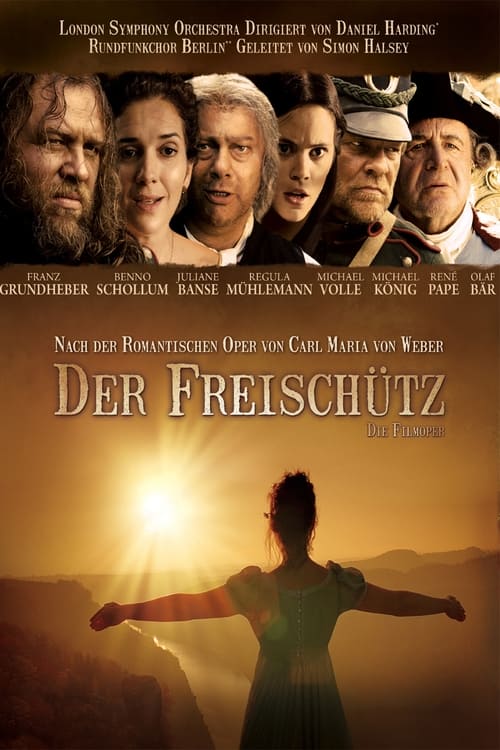 London Symphony Orchestra Dirigiert von Daniel Harding*
Rundfunkchor Berlin** Geleitet von Simon Halsey
Franz Grundheber
Benno Schollum
Juliane Banse
Regula Mühlemann
Michael Volle
Michael König
René Pape
Olaf Bär
Nach der Romantischen Oper von Carl Maria von Weber
Der Freischütz
Die Filmoper